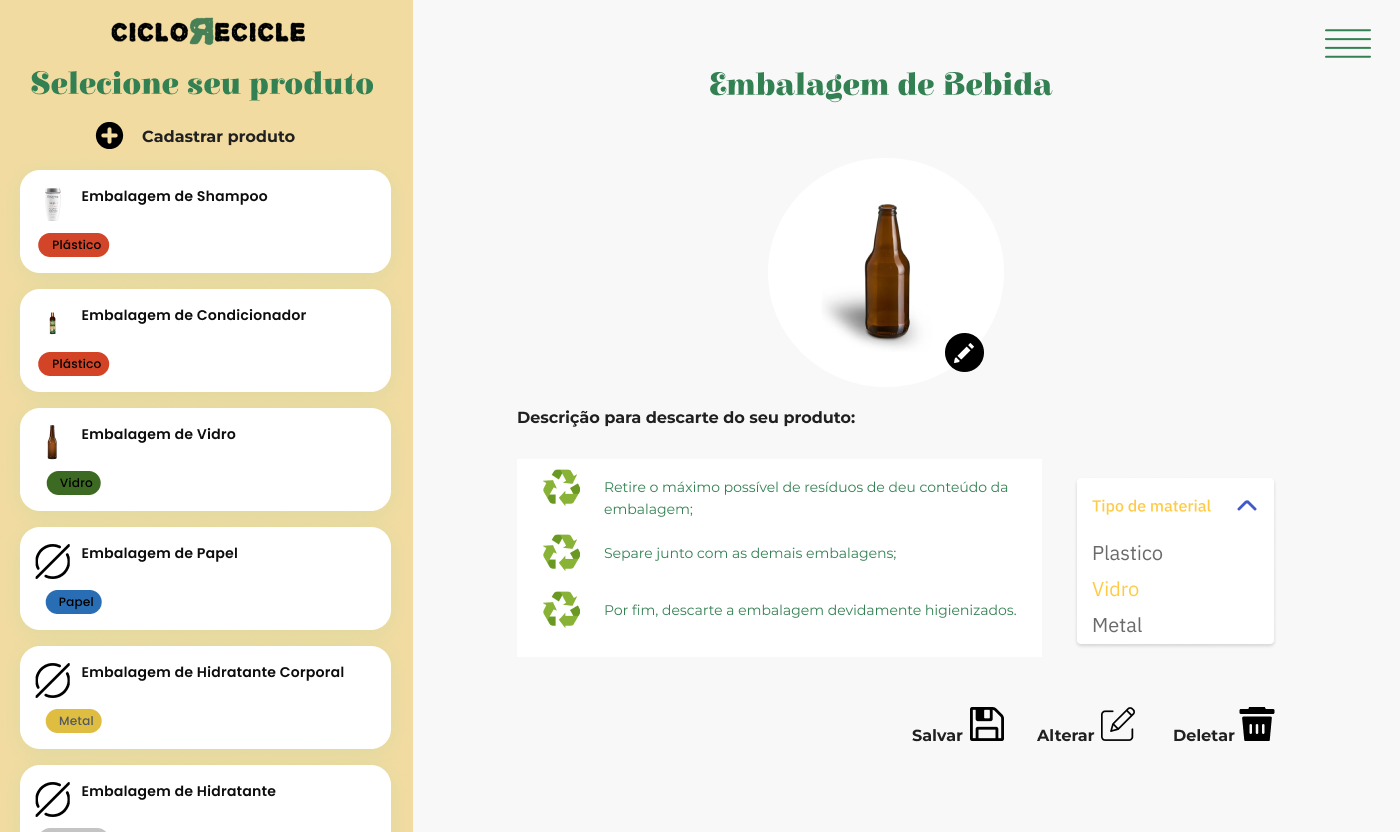 CICLORECICLE
Selecione seu produto
Cadastrar produto
Embalagem de Shampoo
Plástico
Embalagem de Condicionador
Plástico
Embalagem de Vidro
Vidro
Embalagem de Papel
Papel
Embalagem de Hidratante Corporal
Metal
Embalagem de Hidratante
Embalagem de Bebida
Descrição para descarte do seu produto:
Retire o máximo possível de resíduos de deu conteúdo da
embalagem;
Separe junto com as demais embalagens;
Por fim, descarte a embalagem devidamente higienizados.
Tipo de material
Plastico
Vidro
Metal
Salvar
Alterar
Deletar